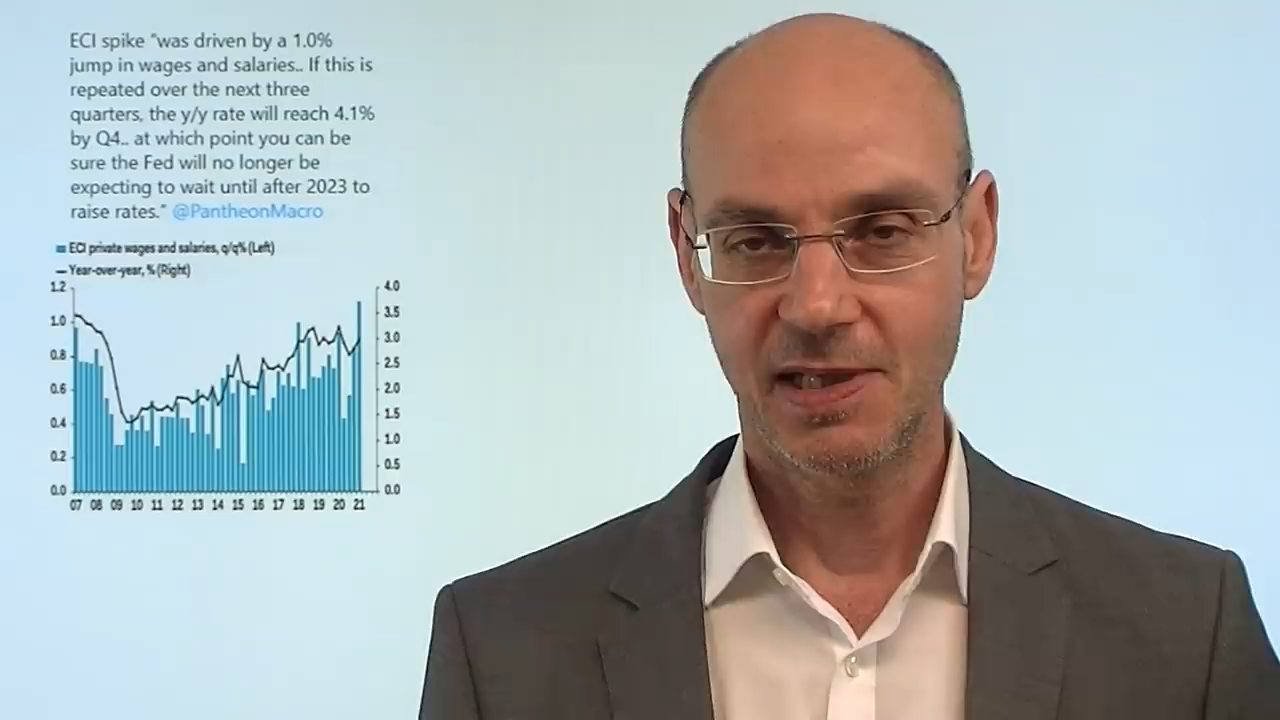 ECI spike “was driven by a 1.0%
jump in wages and salaries.. If this is
repeated over the next three
quarters, the y/y rate will reach 4.1%
by Q4.. at which point you can be
sure the Fed will no longer be
expecting to wait until after 2023 to
raise rates.” @PantheonMacro
ECI private wages and salaries, q/q% (Left)
Year-over-year, % (Right)
1.2 4.0
3.5
1.0
3.0
0.8
2.5
0.6 2.0
1.5
0.4
1.0
0.2
0.5
0.0 0.0
07 08 09 10 11 12 13 14 15 16 17 18 19 20 21